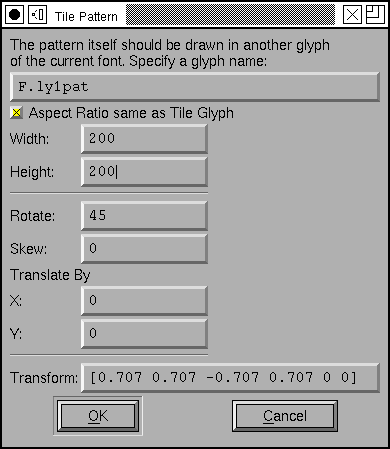 Tile Pattern
The pattern itself should be drawn in another glyph
of the current font. Specify a glyph name:
F.ly1pat
Aspect Ratio same as Tile Glyph
Width: 200
Height: 200
Rotate: 45
Skew: 0
Translate By
X: 0
Y: 0
Transform: [0.707 0.707 -0.707 0.707 0 0]
OK Cancel